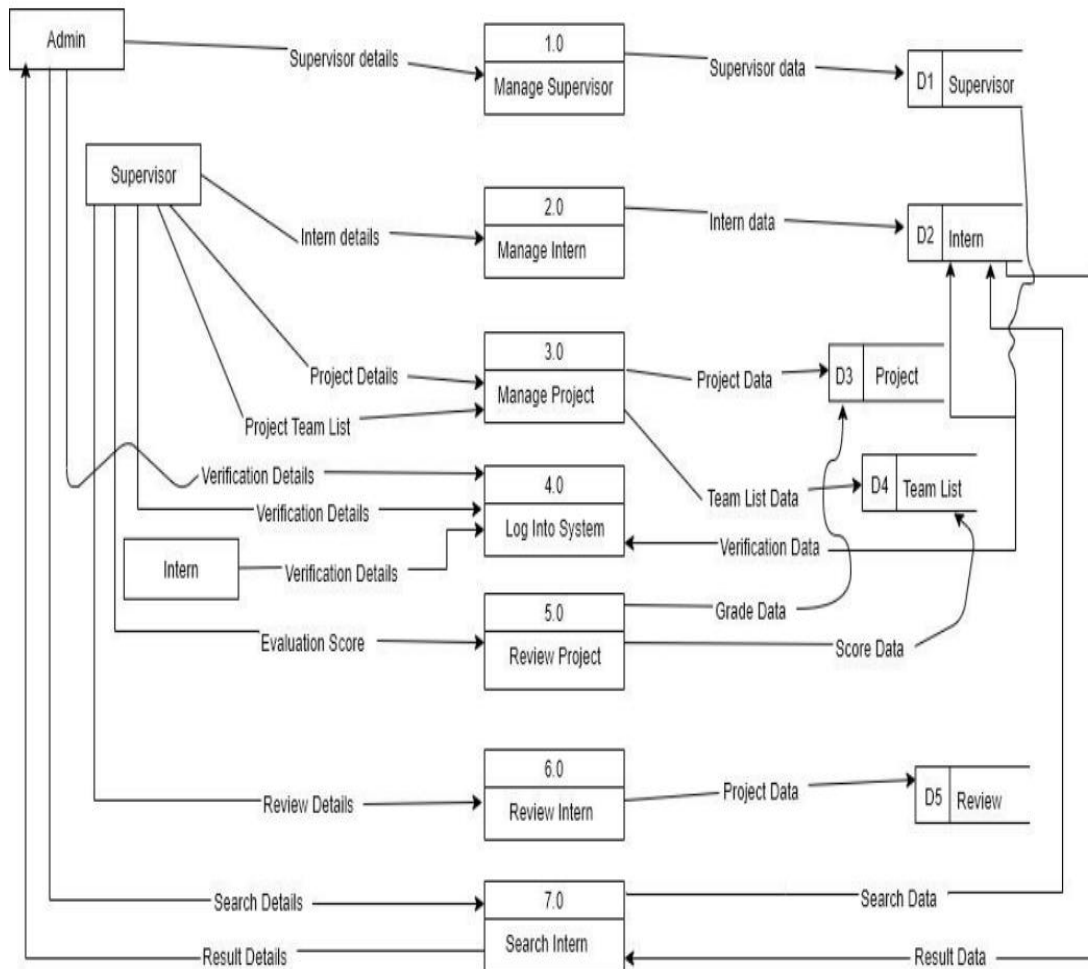 Admin
Supervisor details
1.0
Manage Supervisor
Supervisor data
D1 Supervisor
Supervisor
Intern details
2.0
Manage Intern
Intern data
D2 Intern
Project Details
3.0
Manage Project
Project Data
D3 Project
Project Team List
Verification Details
4.0
Log Into System
Team List Data
D4 Team List
Verification Details
Verification Data
Intern
Verification Details
5.0
Review Project
Grade Data
Evaluation Score
Score Data
6.0
Review Intern
Review Details
Project Data
D5 Review
7.0
Search Intern
Search Details
Search Data
Result Details
Result Data